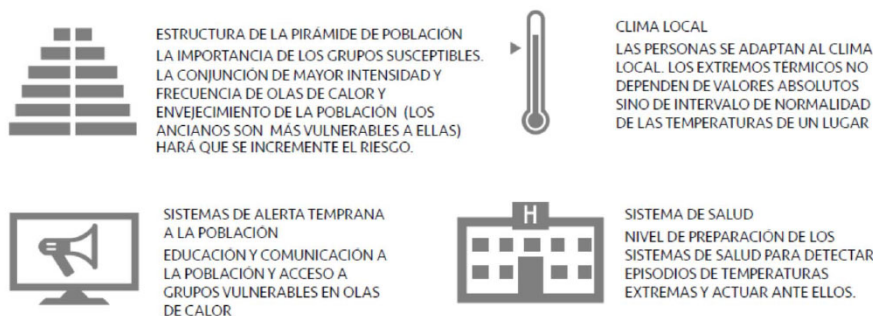 ESTRUCTURA DE LA PIRÁMIDE DE POBLACIÓN
LA IMPORTANCIA DE LOS GRUPOS SUSCEPTIBLES.
LA CONJUNCIÓN DE MAYOR INTENSIDAD Y
FRECUENCIA DE OLAS DE CALOR Y
ENVEJECIMIENTO DE LA POBLACIÓN (LOS
ANCIANOS SON MÁS VULNERABLES A ELLAS)
HARÁ QUE SE INCREMENTE EL RIESGO.
CLIMA LOCAL
LAS PERSONAS SE ADAPTAN AL CLIMA
LOCAL. LOS EXTREMOS TÉRMICOS NO
DEPENDEN DE VALORES ABSOLUTOS
SINO DE INTERVALO DE NORMALIDAD
DE LAS TEMPERATURAS DE UN LUGAR
SISTEMAS DE ALERTA TEMPRANA
A LA POBLACIÓN
EDUCACIÓN Y COMUNICACIÓN A
LA POBLACIÓN Y ACCESO A
GRUPOS VULNERABLES EN OLAS
DE CALOR
H
SISTEMA DE SALUD
NIVEL DE PREPARACIÓN DE LOS
SISTEMAS DE SALUD PARA DETECTAR
EPISODIOS DE TEMPERATURAS
EXTREMAS Y ACTUAR ANTE ELLOS.